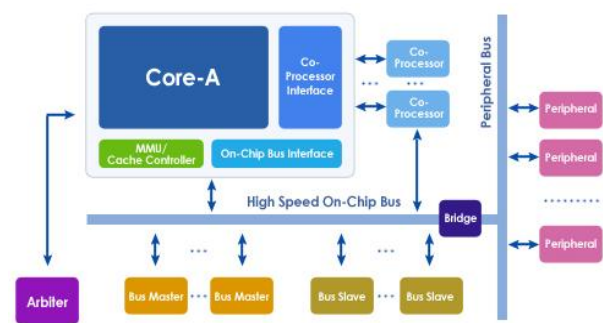 Core-A
Co-
Processor
Interface
MMU/
Cache Controller
On-Chip Bus Interface
Co-
Processor
Co-
Processor
Peripheral Bus
Peripheral
Peripheral
Peripheral
High Speed On-Chip Bus
Bridge
Arbiter
Bus Master
Bus Master
Bus Slave
Bus Slave